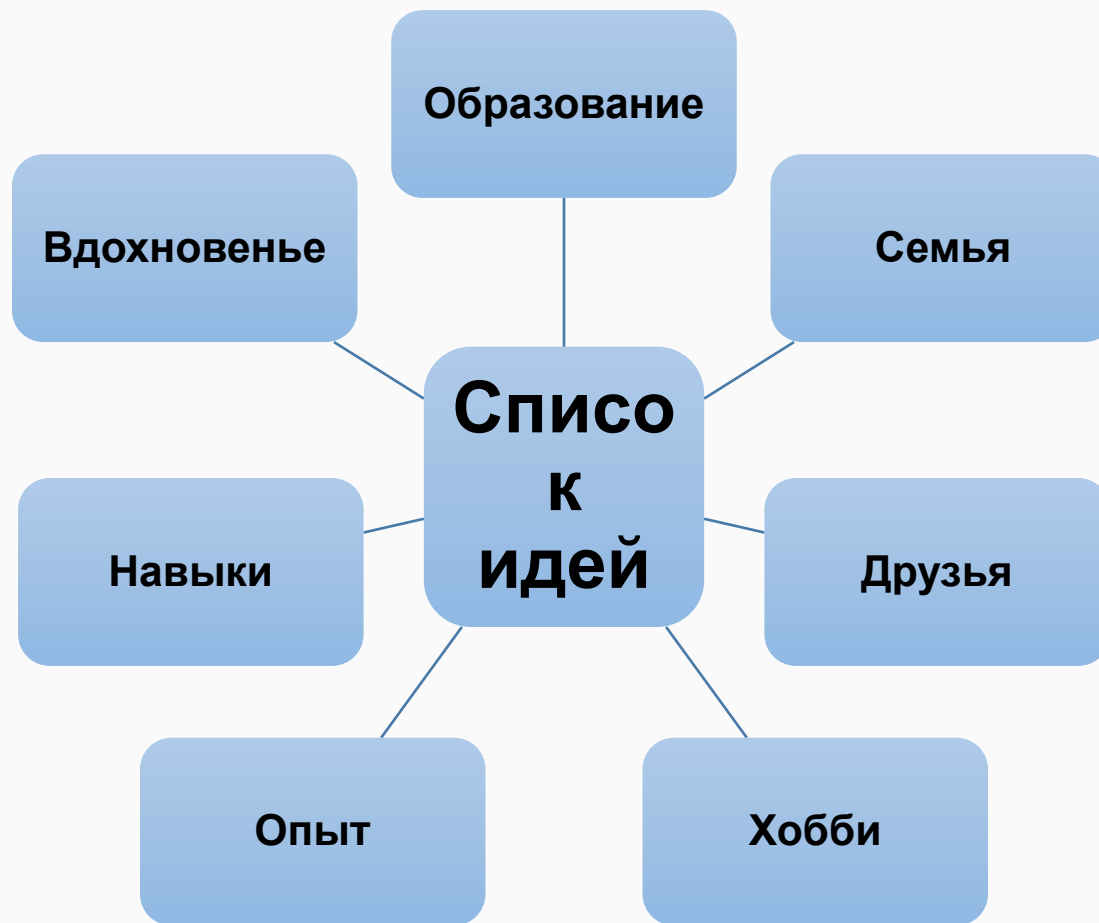 Образование
Вдохновенье
Семья
Списо
к
идей
Навыки
Друзья
Опыт
Хобби